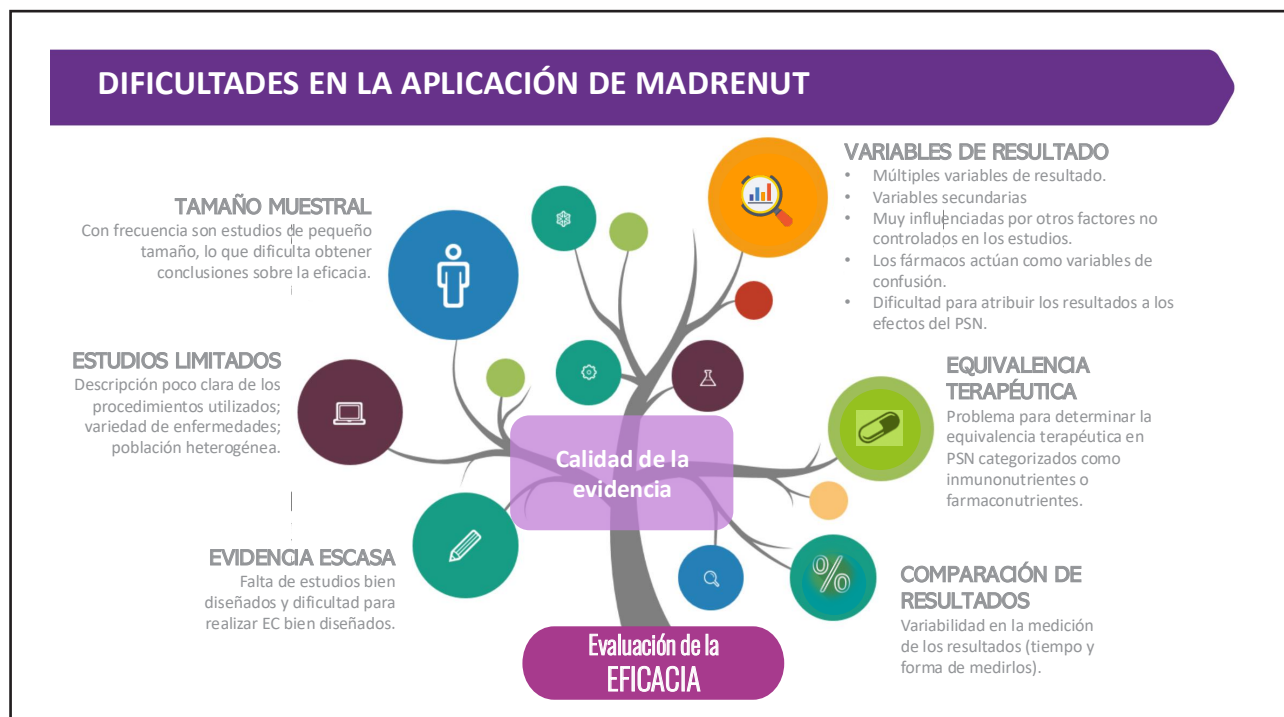 DIFICULTADES EN LA APLICACIÓN DE MADRENUT
TAMAÑO MUESTRAL
Con frecuencia son estudios de pequeño
tamaño, lo que dificulta obtener
conclusiones sobre la eficacia.
ESTUDIOS LIMITADOS
Descripción poco clara de los
procedimientos utilizados;
variedad de enfermedades;
población heterogénea.
EVIDENCIA ESCASA
Falta de estudios bien
diseñados y dificultad para
realizar EC bien diseñados.
Calidad de la
evidencia
Evaluación de la
EFICACIA
VARIABLES DE RESULTADO
• Múltiples variables de resultado.
• Variables secundarias
• Muy influenciadas por otros factores no
controlados en los estudios.
• Los fármacos actúan como variables de
confusión.
• Dificultad para atribuir los resultados a los
efectos del PSN.
EQUIVALENCIA
TERAPÉUTICA
Problema para determinar la
equivalencia terapéutica en
PSN categorizados como
inmunonutrientes o
farmaconutrientes.
%
COMPARACIÓN DE
RESULTADOS
Variabilidad en la medición
de los resultados (tiempo y
forma de medirlos).